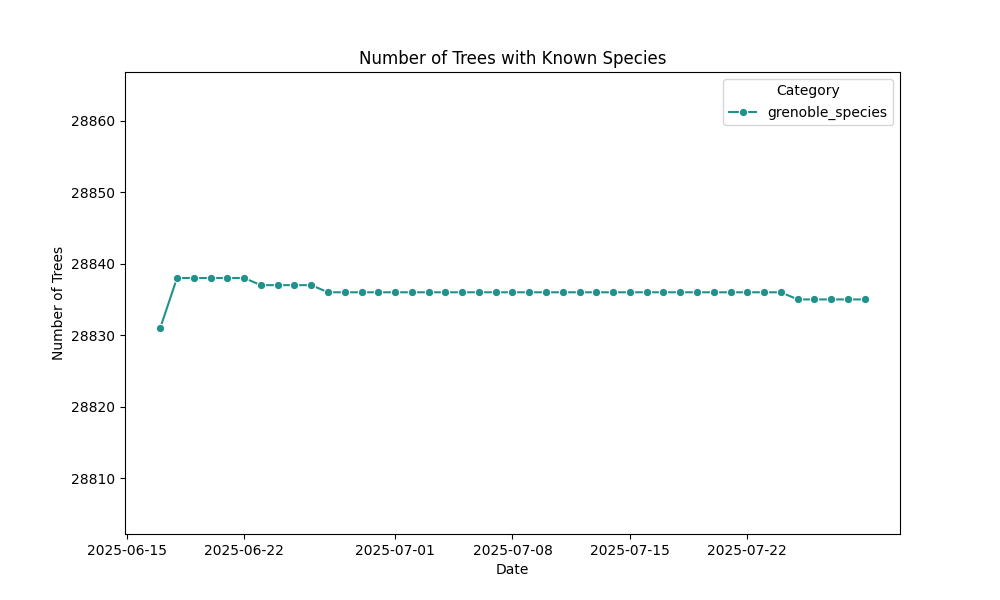 Number of Trees with Known Species
Category
grenoble_species
Number of Trees
28860
28850
28840
28830
28820
28810
2025-06-15
2025-06-22
2025-07-01
2025-07-08
2025-07-15
2025-07-22
Date